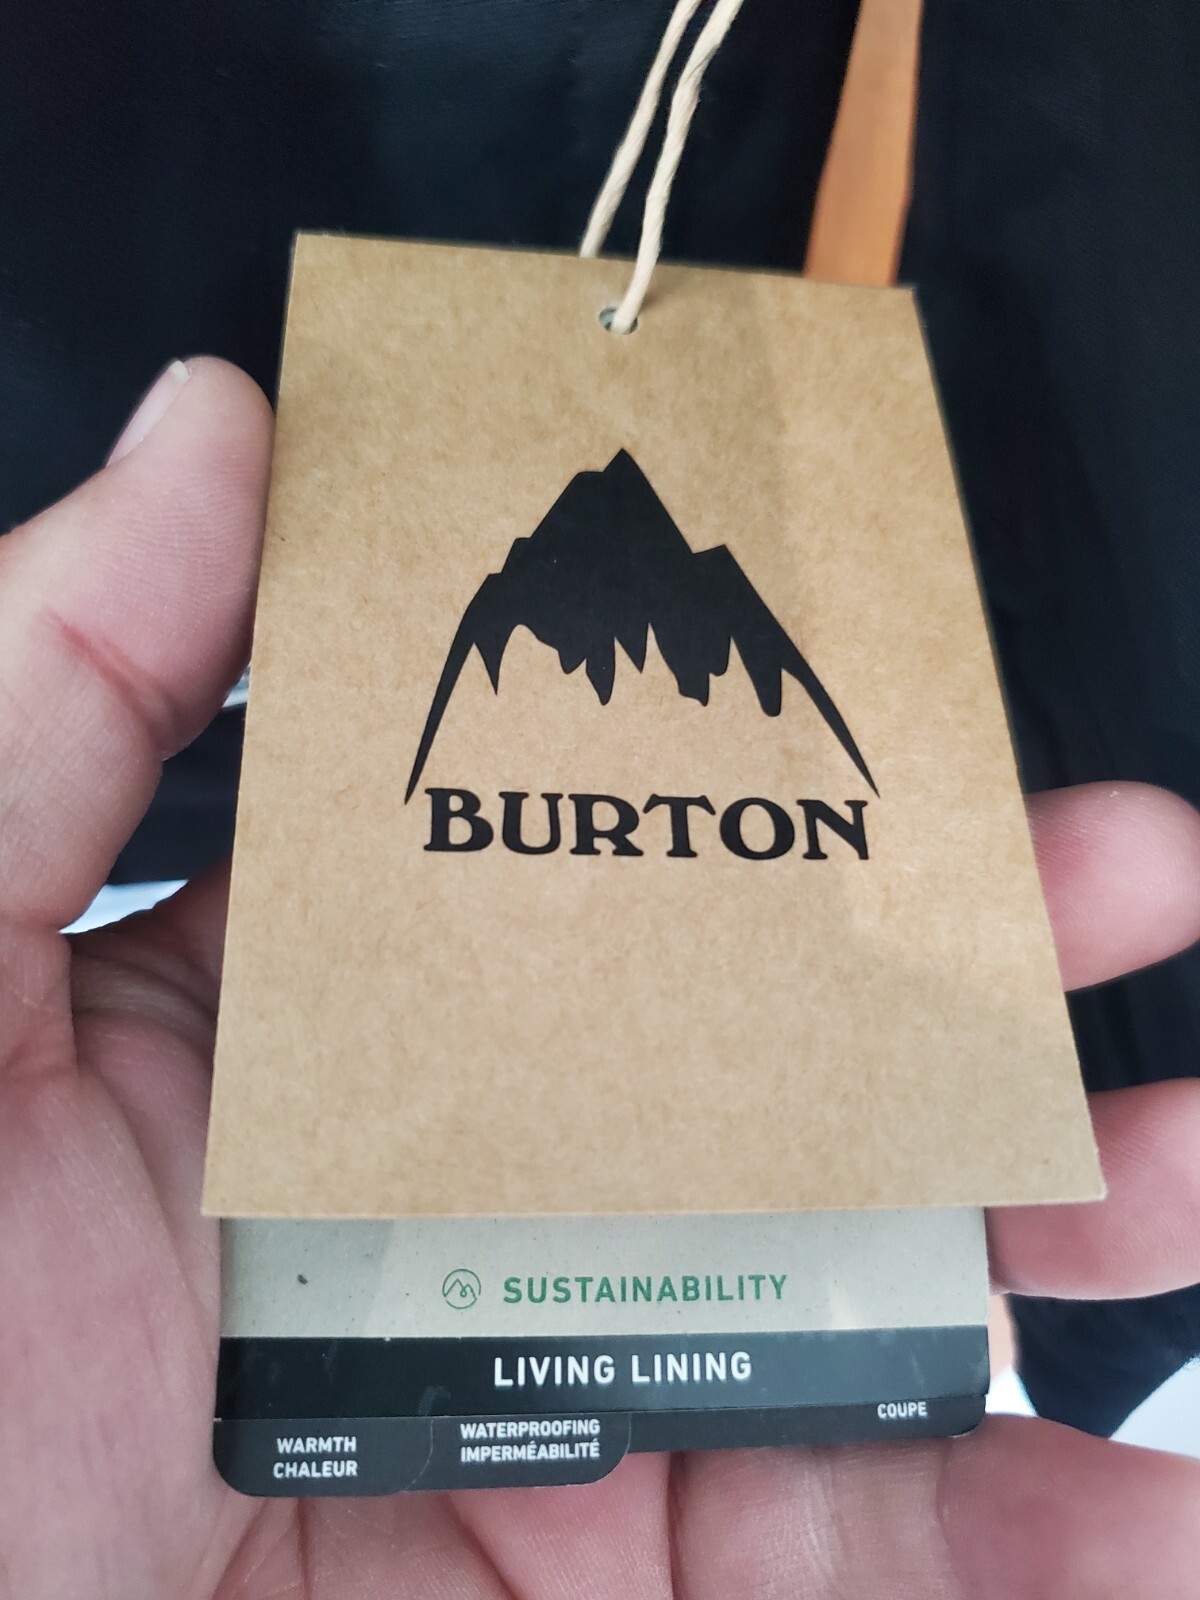 BURTON
SUSTAINABILITY
LIVING LINING
WARMTH
CHALEUR
WATERPROOFING
IMPERMÉABILITÉ
COUPE